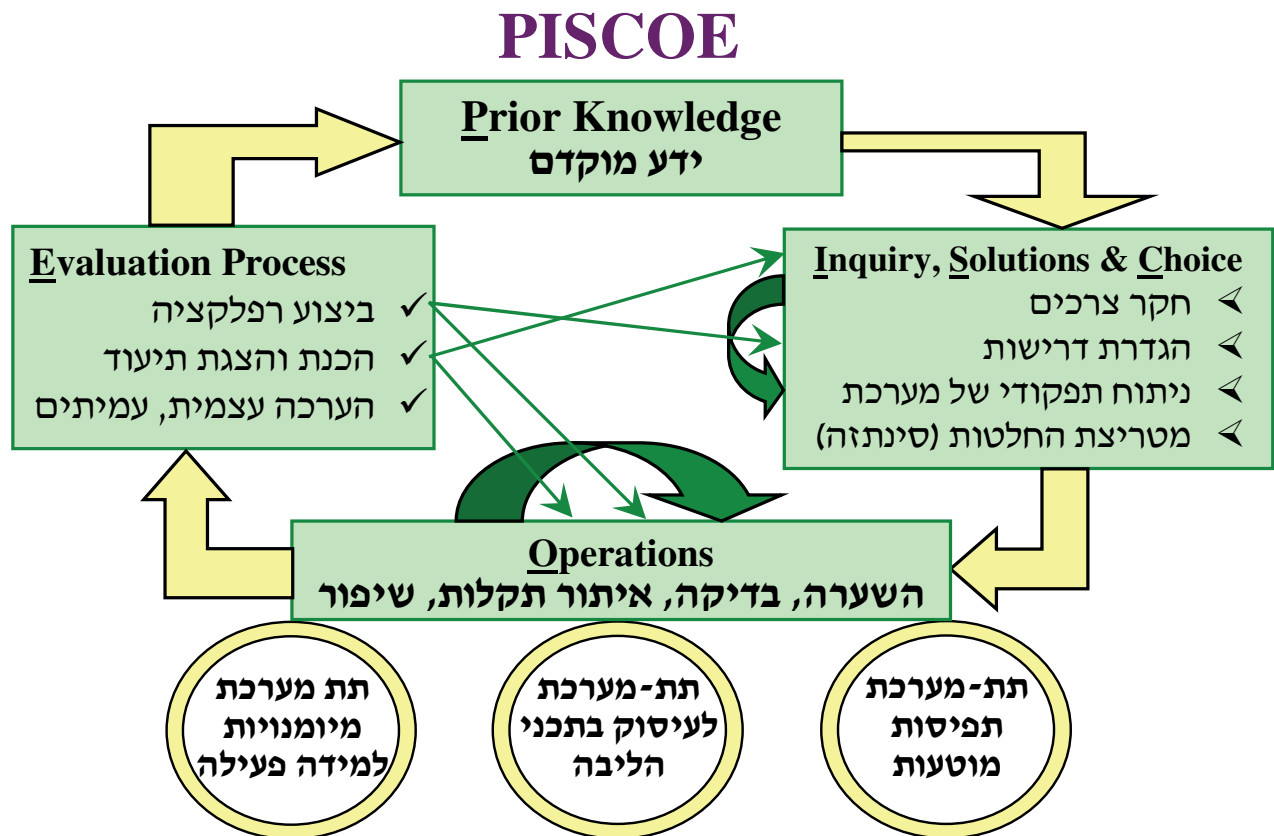 PISCOE
Prior Knowledge
ידע מוקדם
Evaluation Process
✓ ביצוע רפלקציה
✓ הכנת והצגת תיעוד
✓ הערכה עצמית, עמיתים
Inquiry, Solutions & Choice
➢ חקר צרכים
➢ הגדרת דרישות
➢ ניתוח תפקודי של מערכת
➢ מטריצת החלטות (סינתזה)
Operations
השערה, בדיקה, איתור תקלות, שיפור
תת מערכת
מיומנויות
למידה פעילה
תת-מערכת
לעיסוק בתכני
הליבה
תת-מערכת
תפיסות
מוטעות